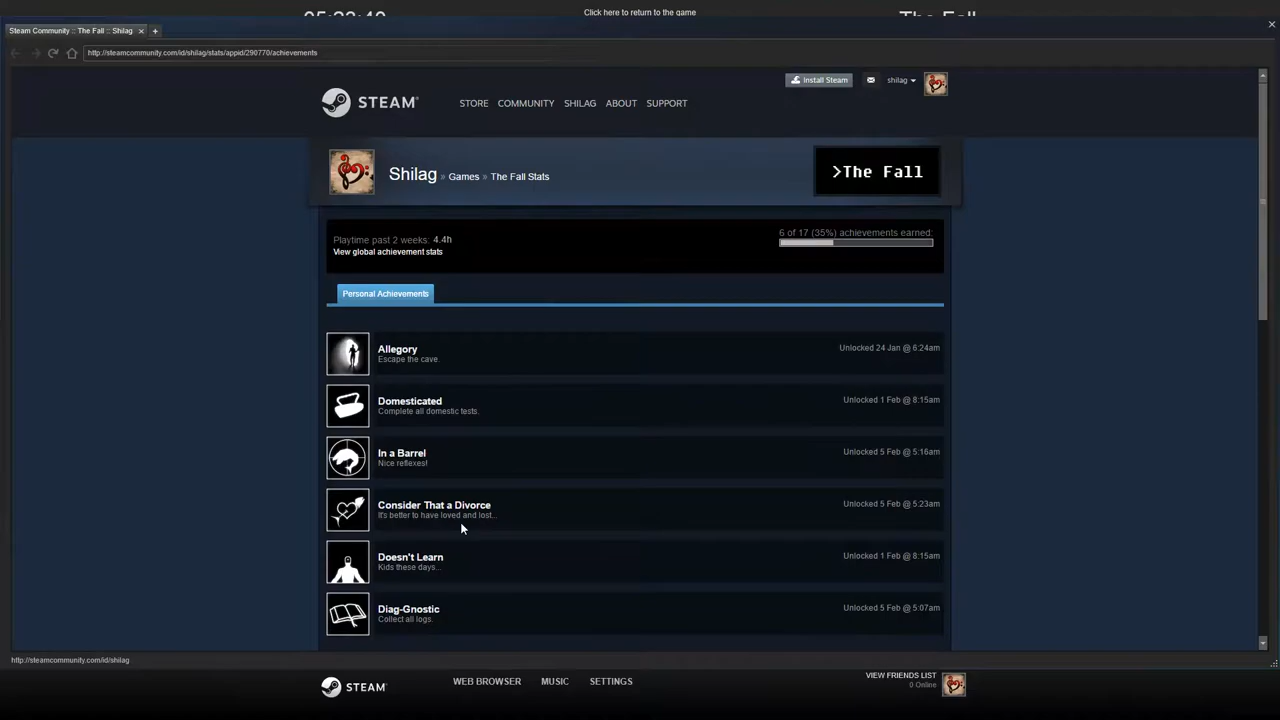 Click here to return to the game
05:23:40
The Fall
Steam Community :: The Fall :: Shilag
http://steamcommunity.com/id/shilag/stats/appid/290770/achievements
Install Steam
shilag
STEAM
STORE COMMUNITY SHILAG ABOUT SUPPORT
Shilag » Games » The Fall Stats
>The Fall
Playtime past 2 weeks: 4.4h
View global achievement stats
6 of 17 (35%) achievements earned:
Personal Achievements
Allegory
Escape the cave.
Unlocked 24 Jan @ 6:24am
Domesticated
Complete all domestic tests.
Unlocked 1 Feb @ 8:15am
In a Barrel
Nice reflexes!
Unlocked 5 Feb @ 5:16am
Consider That a Divorce
It's better to have loved and lost...
Unlocked 5 Feb @ 5:23am
Doesn't Learn
Kids these days...
Unlocked 1 Feb @ 8:15am
Diag-Gnostic
Collect all logs.
Unlocked 5 Feb @ 5:07am
http://steamcommunity.com/id/shilag
STEAM
WEB BROWSER MUSIC SETTINGS
VIEW FRIENDS LIST
0 Online